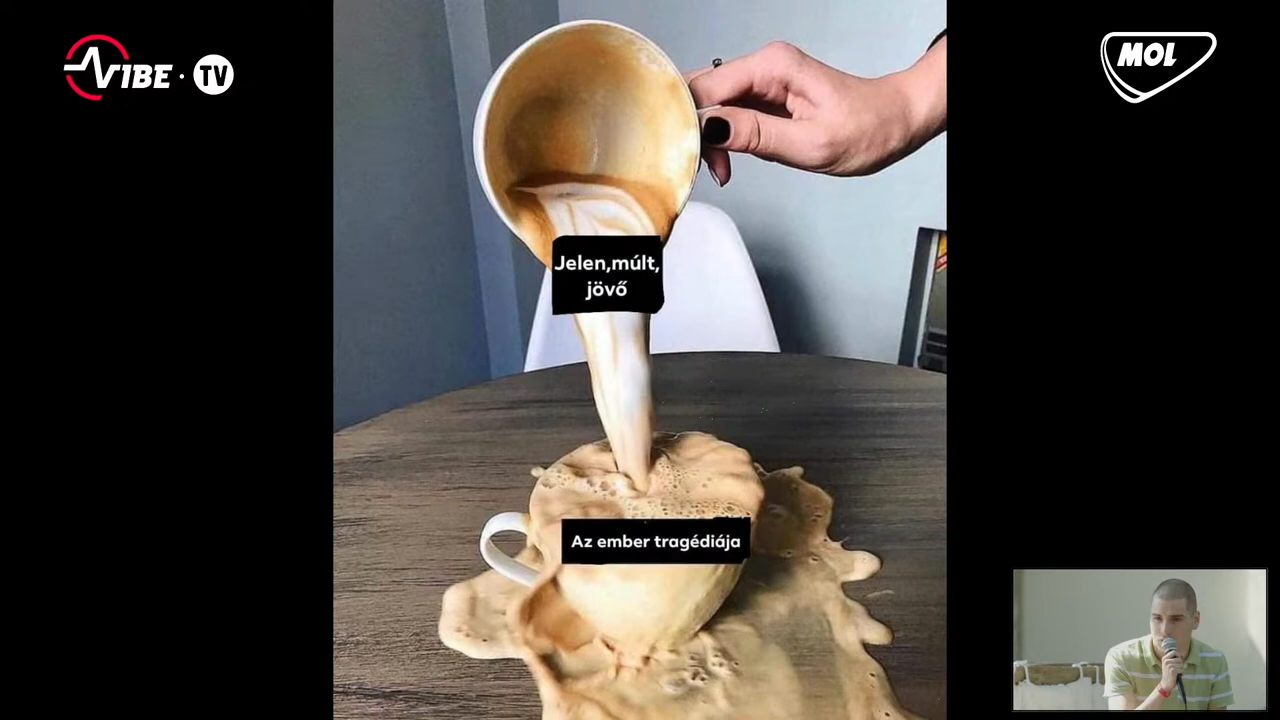 VIBE · TV
MOL
Jelen,múlt,
jövő
Az ember tragédiája